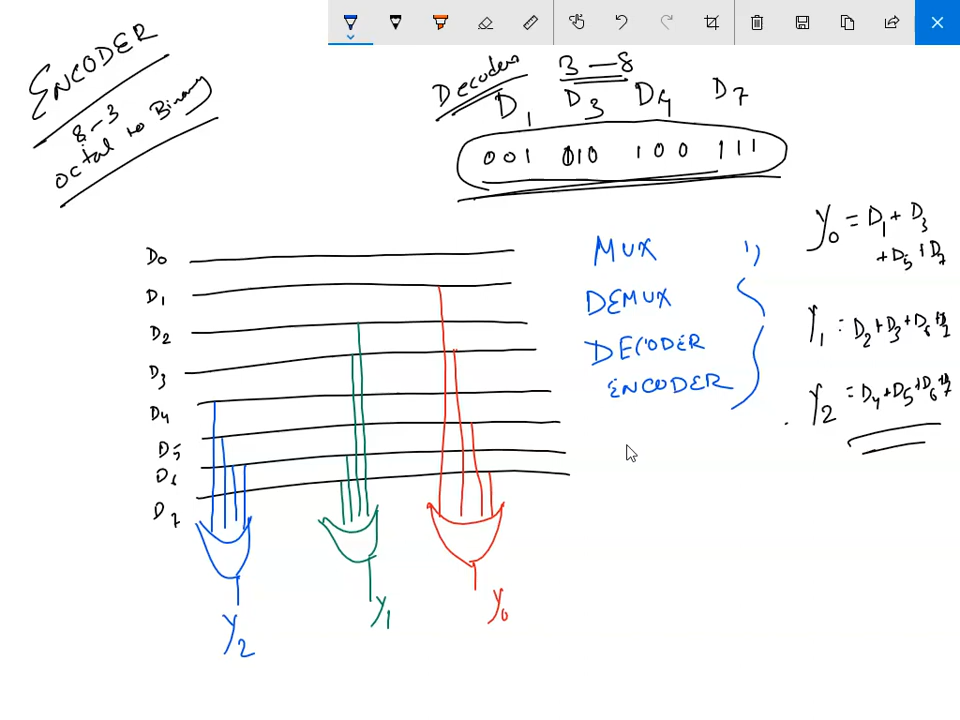 ENCODER
8-3
octal to Binary
Decoders 3-8
D1 D3 D4 D7
001 010 100 111
Y0 = D1 + D3
+ D5 + D7
MUX 1)
DEMUX
DECODER
ENCODER
Y1 = D2+D3+D6+D7
Y2 = D4+D5+D6+D7
D0
D1
D2
D3
D4
D5
D6
D7
Y2 Y1 Y0